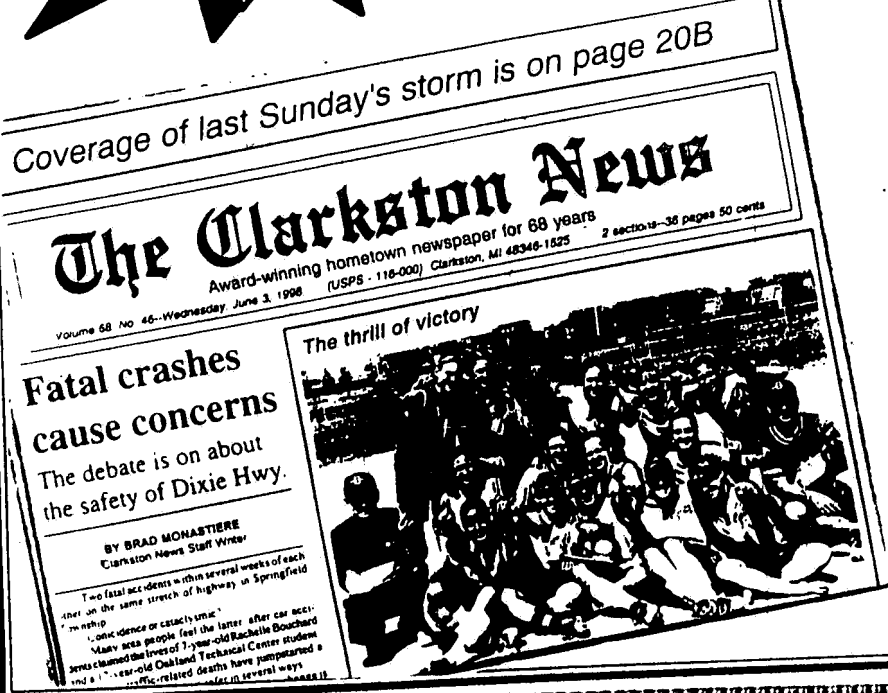 Coverage of last Sunday's storm is on page 20B
The Clarkston News
Award-winning hometown newspaper for 68 years
Volume 68 No 46--Wednesday, June 3, 1998 (USPS - 116-000) Clarkston, MI 48346-1525 2 sections--36 pages 50 cents
Fatal crashes
cause concerns
The debate is on about
the safety of Dixie Hwy.
BY BRAD MONASTIERE
Clarkston News Staff Writer
Two fatal accidents within several weeks of each
other on the same stretch of highway in Springfield
Township
Coincidence or cataclysmic?
Many area people feel the latter after car acci-
dents claimed the lives of 7-year-old Rachelle Bouchard
and a -year-old Oakland Technical Center student
traffic-related deaths have jumpstarted a
safer in several ways
The thrill of victory